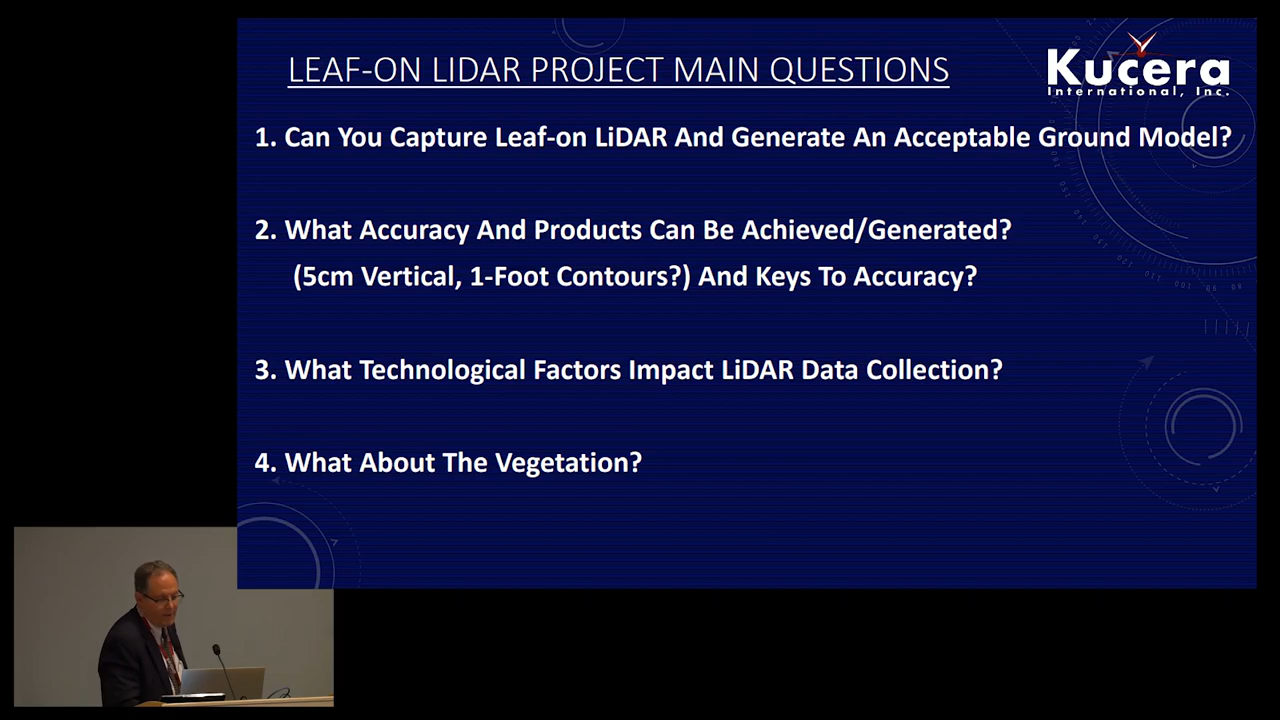 LEAF-ON LIDAR PROJECT MAIN QUESTIONS
Kucera
International, Inc.
1. Can You Capture Leaf-on LiDAR And Generate An Acceptable Ground Model?
2. What Accuracy And Products Can Be Achieved/Generated?
(5cm Vertical, 1-Foot Contours?) And Keys To Accuracy?
3. What Technological Factors Impact LiDAR Data Collection?
4. What About The Vegetation?